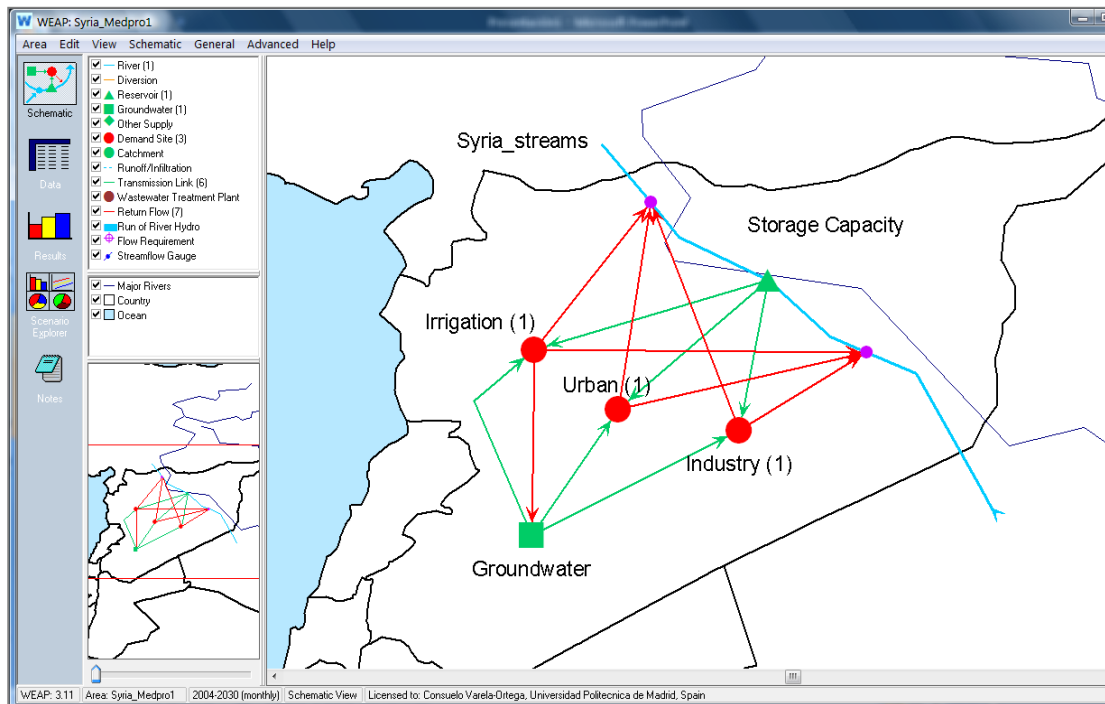 WEAP: Syria_Medpro1
Area Edit View Schematic General Advanced Help
Schematic
Data
Results
Scenario
Explorer
Notes
River (1)
Diversion
Reservoir (1)
Groundwater (1)
Other Supply
Demand Site (3)
Catchment
Runoff/Infiltration
Transmission Link (6)
Wastewater Treatment Plant
Return Flow (7)
Run of River Hydro
Flow Requirement
Streamflow Gauge
Major Rivers
Country
Ocean
Syria_streams
Storage Capacity
Irrigation (1)
Urban (1)
Industry (1)
Groundwater
WEAP: 3.11 Area: Syria_Medpro1 2004-2030 (monthly) Schematic View Licensed to: Consuelo Varela-Ortega, Universidad Politecnica de Madrid, Spain